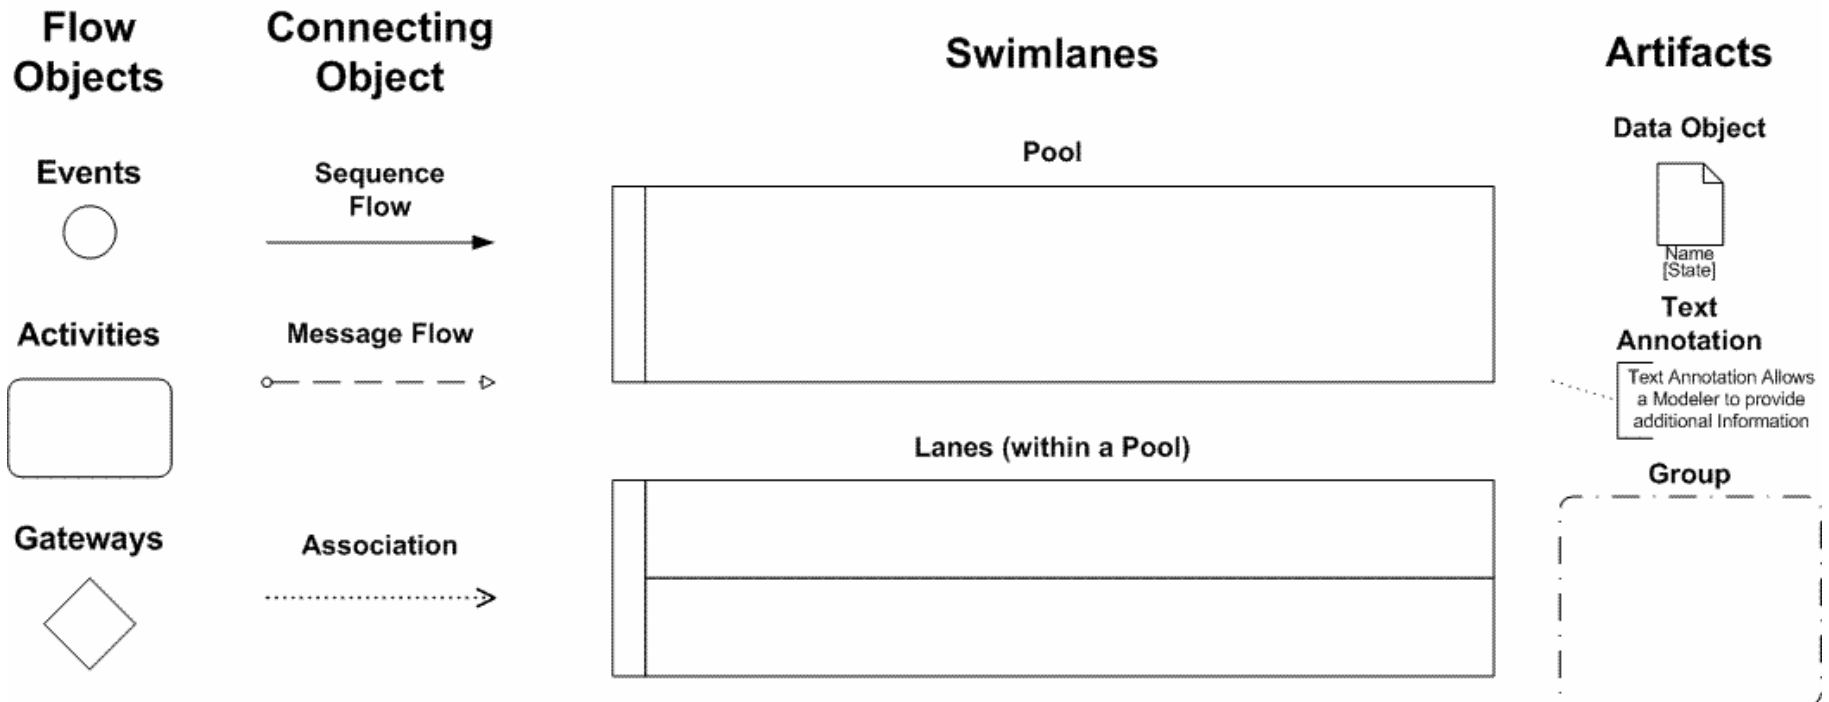 Flow
Objects
Events
Activities
Gateways
Connecting
Object
Sequence
Flow
Message Flow
Association
Swimlanes
Pool
Lanes (within a Pool)
Artifacts
Data Object
Name
[State]
Text
Annotation
Text Annotation Allows
a Modeler to provide
additional Information
Group